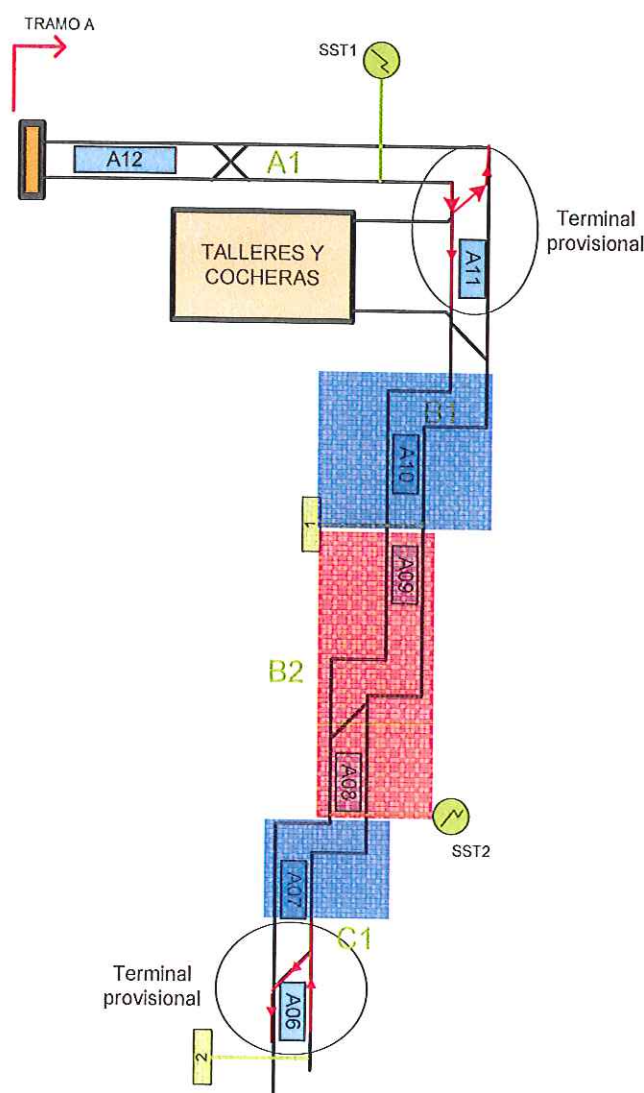 TRAMO A
SST1
A12
A1
TALLERES Y
COCHERAS
A11
Terminal
provisional
B1
A10
1
A09
B2
A08
SST2
A07
C1
Terminal
provisional
A06
2